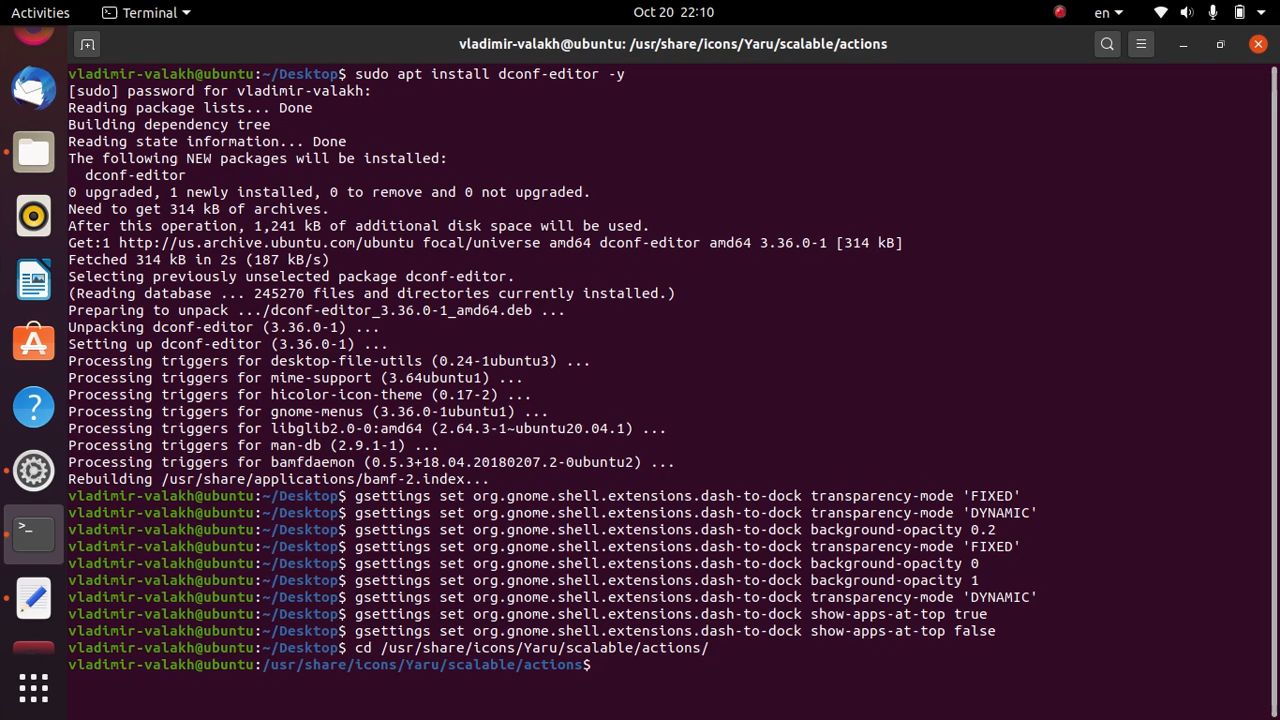 Activities
Terminal
Oct 20 22:10
en
vladimir-valakh@ubuntu: /usr/share/icons/Yaru/scalable/actions
vladimir-valakh@ubuntu:~/Desktop$ sudo apt install dconf-editor -y
[sudo] password for vladimir-valakh:
Reading package lists... Done
Building dependency tree
Reading state information... Done
The following NEW packages will be installed:
  dconf-editor
0 upgraded, 1 newly installed, 0 to remove and 0 not upgraded.
Need to get 314 kB of archives.
After this operation, 1,241 kB of additional disk space will be used.
Get:1 http://us.archive.ubuntu.com/ubuntu focal/universe amd64 dconf-editor amd64 3.36.0-1 [314 kB]
Fetched 314 kB in 2s (187 kB/s)
Selecting previously unselected package dconf-editor.
(Reading database ... 245270 files and directories currently installed.)
Preparing to unpack .../dconf-editor_3.36.0-1_amd64.deb ...
Unpacking dconf-editor (3.36.0-1) ...
Setting up dconf-editor (3.36.0-1) ...
Processing triggers for desktop-file-utils (0.24-1ubuntu3) ...
Processing triggers for mime-support (3.64ubuntu1) ...
Processing triggers for hicolor-icon-theme (0.17-2) ...
Processing triggers for gnome-menus (3.36.0-1ubuntu1) ...
Processing triggers for libglib2.0-0:amd64 (2.64.3-1~ubuntu20.04.1) ...
Processing triggers for man-db (2.9.1-1) ...
Processing triggers for bamfdaemon (0.5.3+18.04.20180207.2-0ubuntu2) ...
Rebuilding /usr/share/applications/bamf-2.index...
vladimir-valakh@ubuntu:~/Desktop$ gsettings set org.gnome.shell.extensions.dash-to-dock transparency-mode 'FIXED'
vladimir-valakh@ubuntu:~/Desktop$ gsettings set org.gnome.shell.extensions.dash-to-dock transparency-mode 'DYNAMIC'
vladimir-valakh@ubuntu:~/Desktop$ gsettings set org.gnome.shell.extensions.dash-to-dock background-opacity 0.2
vladimir-valakh@ubuntu:~/Desktop$ gsettings set org.gnome.shell.extensions.dash-to-dock transparency-mode 'FIXED'
vladimir-valakh@ubuntu:~/Desktop$ gsettings set org.gnome.shell.extensions.dash-to-dock background-opacity 0
vladimir-valakh@ubuntu:~/Desktop$ gsettings set org.gnome.shell.extensions.dash-to-dock background-opacity 1
vladimir-valakh@ubuntu:~/Desktop$ gsettings set org.gnome.shell.extensions.dash-to-dock transparency-mode 'DYNAMIC'
vladimir-valakh@ubuntu:~/Desktop$ gsettings set org.gnome.shell.extensions.dash-to-dock show-apps-at-top true
vladimir-valakh@ubuntu:~/Desktop$ gsettings set org.gnome.shell.extensions.dash-to-dock show-apps-at-top false
vladimir-valakh@ubuntu:~/Desktop$ cd /usr/share/icons/Yaru/scalable/actions/
vladimir-valakh@ubuntu:/usr/share/icons/Yaru/scalable/actions$